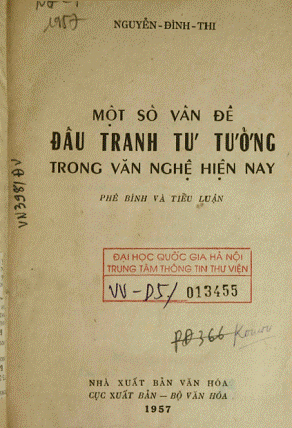 1957
NGUYỄN-ĐÌNH-THI
MỘT SỐ VẤN ĐỀ
ĐẤU TRANH TƯ TƯỞNG
TRONG VĂN NGHỆ HIỆN NAY
PHÊ BÌNH VÀ TIỂU LUẬN
VN3987ĐV
ĐẠI HỌC QUỐC GIA HÀ NỘI
TRUNG TÂM THÔNG TIN THƯ VIỆN
VV-D5/ 013455
NHÀ XUẤT BẢN VĂN HÓA
CỤC XUẤT BẢN — BỘ VĂN HÓA
1957